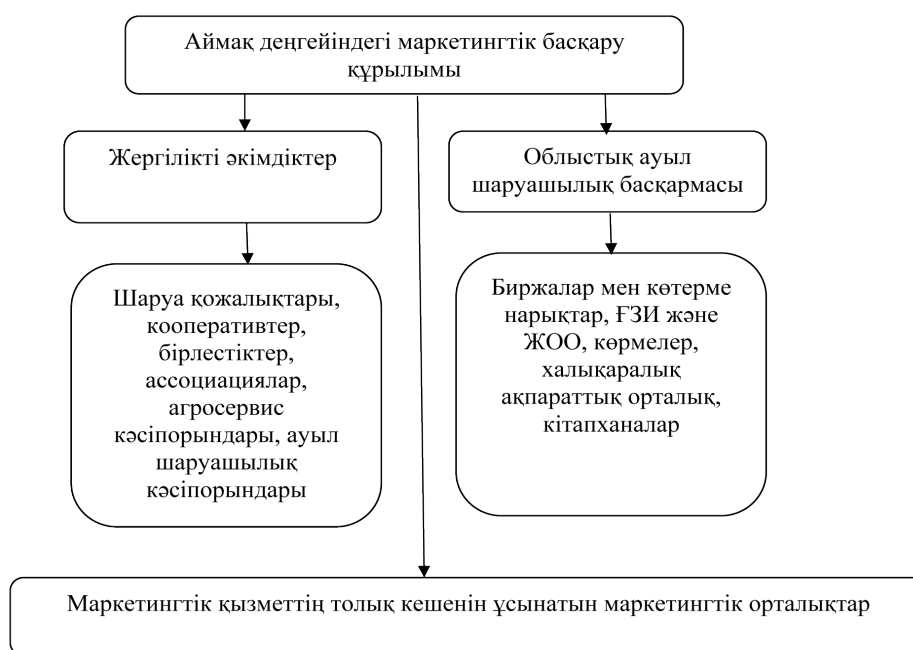 Аймақ деңгейіндегі маркетингтік басқару
құрылымы
Жергілікті әкімдіктер
Облыстық ауыл
шаруашылық басқармасы
Шаруа қожалықтары,
кооперативтер,
бірлестіктер,
ассоциациялар,
агросервис
кәсіпорындары, ауыл
шаруашылық
кәсіпорындары
Биржалар мен көтерме
нарықтар, ҒЗИ және
ЖОО, көрмелер,
халықаралық
ақпараттық орталық,
кітапханалар
Маркетингтік қызметтің толық кешенін ұсынатын маркетингтік орталықтар